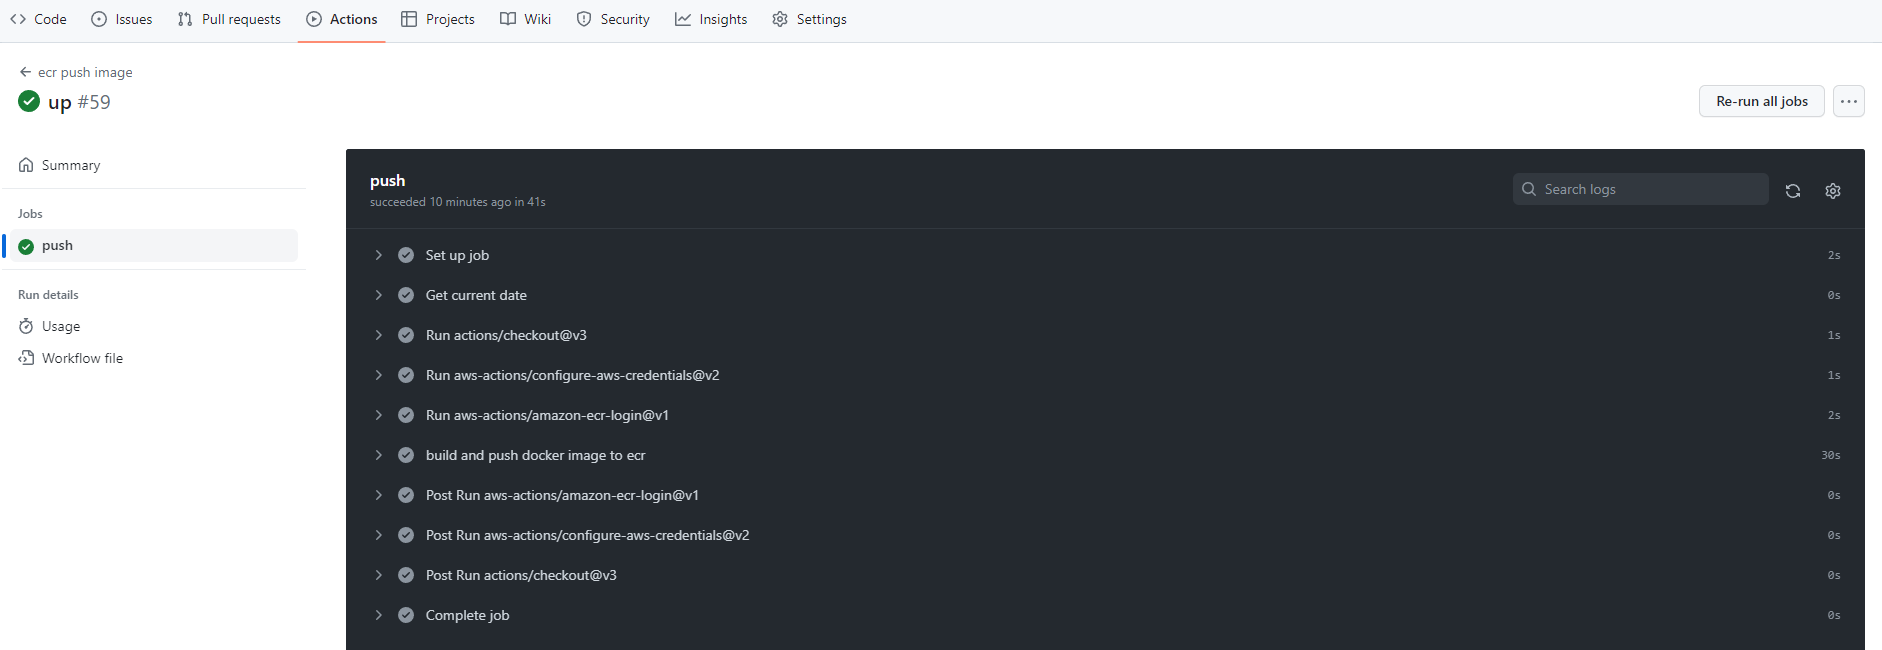 Code Issues Pull requests Actions Projects Wiki Security Insights Settings
ecr push image
up #59
Re-run all jobs
Summary
Jobs
push
Run details
Usage
Workflow file
push
succeeded 10 minutes ago in 41s
Search logs
Set up job 2s
Get current date 0s
Run actions/checkout@v3 1s
Run aws-actions/configure-aws-credentials@v2 1s
Run aws-actions/amazon-ecr-login@v1 2s
build and push docker image to ecr 30s
Post Run aws-actions/amazon-ecr-login@v1 0s
Post Run aws-actions/configure-aws-credentials@v2 0s
Post Run actions/checkout@v3 0s
Complete job 0s